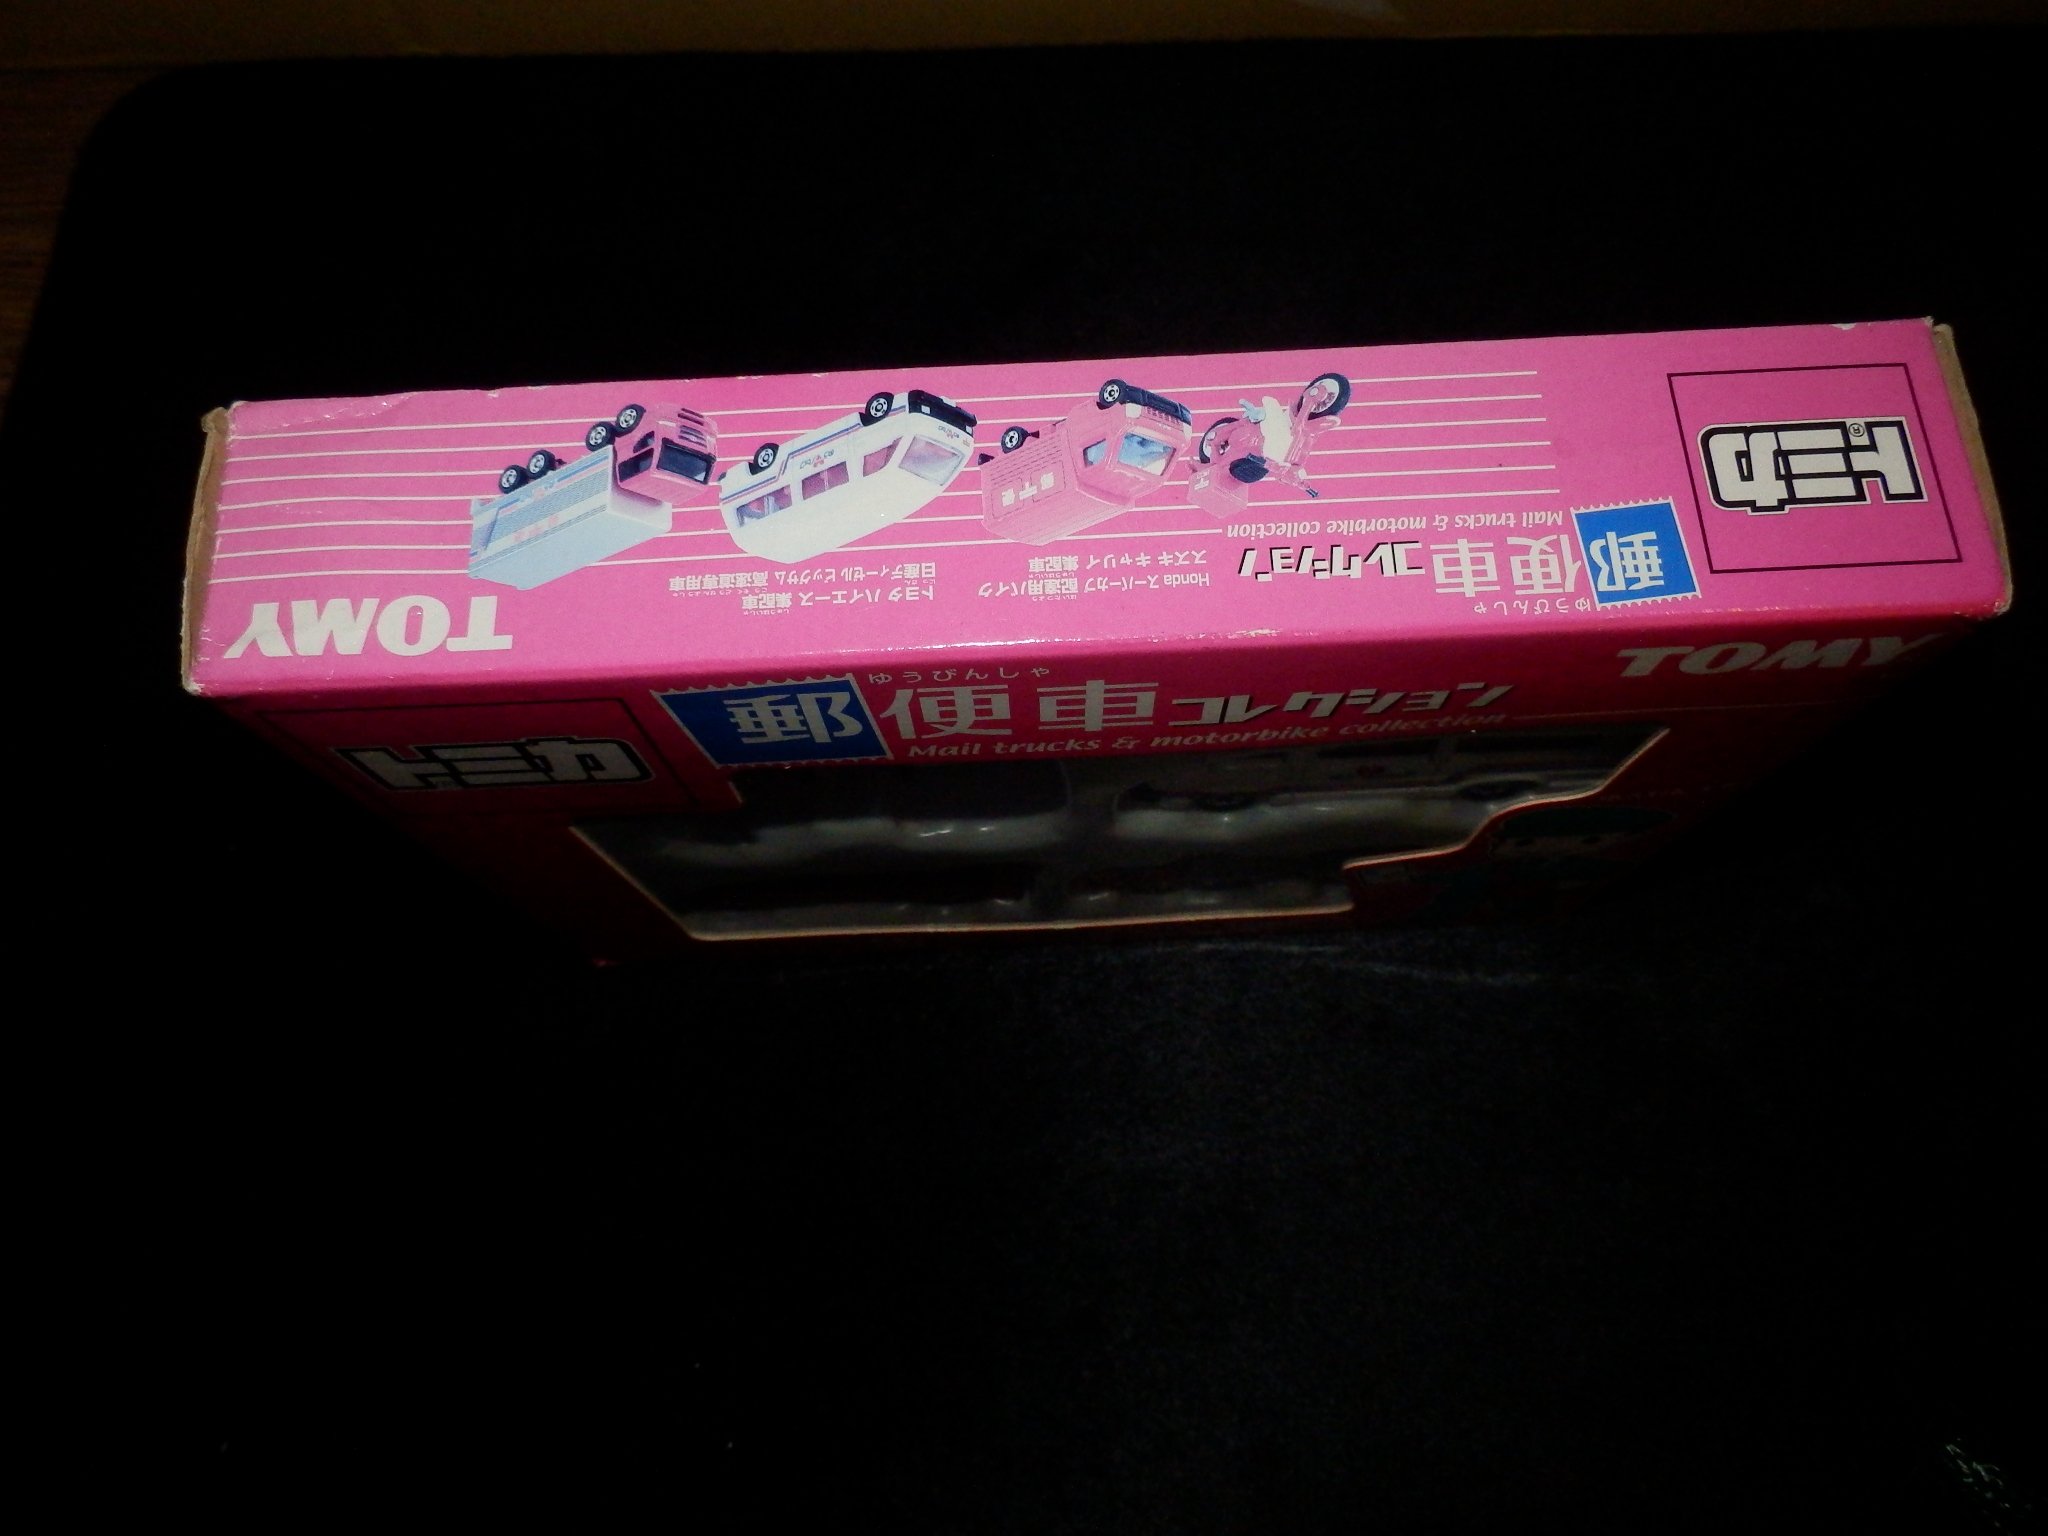 トミカ
ゆうびんしゃ
郵便車コレクション
Mail trucks & motorbike collection
Honda スーパーカブ 配達用バイク
スズキ キャリイ 集配車
トヨタ ハイエース 集配車
日産ディーゼル ビッグサム 高速道専用車
TOMY
TOMY
ゆうびんしゃ
郵便車コレクション
Mail trucks & motorbike collection
トミカ